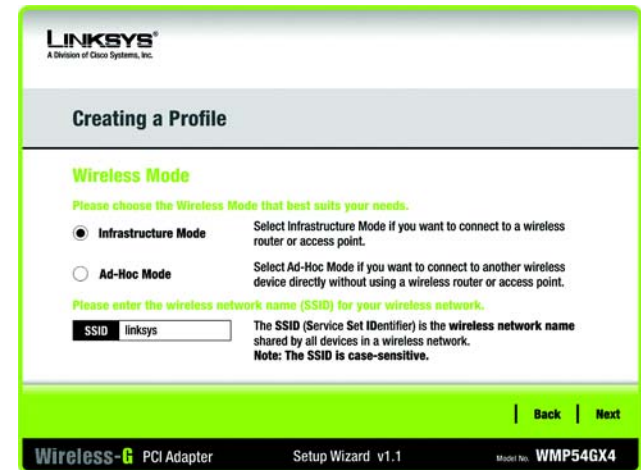 LINKSYS®
A Division of Cisco Systems, Inc.
Creating a Profile
Wireless Mode
Please choose the Wireless Mode that best suits your needs.
Infrastructure Mode
Select Infrastructure Mode if you want to connect to a wireless
router or access point.
Ad-Hoc Mode
Select Ad-Hoc Mode if you want to connect to another wireless
device directly without using a wireless router or access point.
Please enter the wireless network name (SSID) for your wireless network.
SSID linksys
The SSID (Service Set IDentifier) is the wireless network name
shared by all devices in a wireless network.
Note: The SSID is case-sensitive.
Back Next
Wireless-G PCI Adapter Setup Wizard v1.1 Model No. WMP54GX4